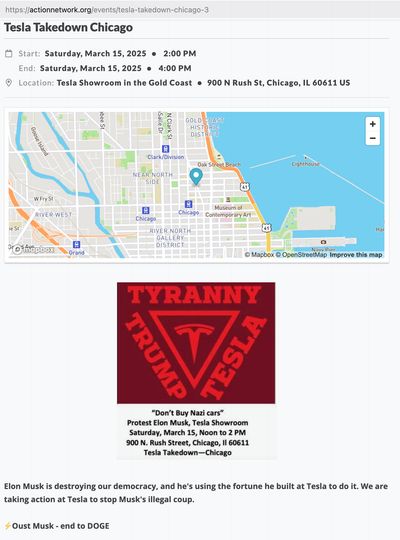 https://actionnetwork.org/events/tesla-takedown-chicago-3
Tesla Takedown Chicago
Start: Saturday, March 15, 2025 • 2:00 PM
End: Saturday, March 15, 2025 • 4:00 PM
Location: Tesla Showroom in the Gold Coast • 900 N Rush St, Chicago, IL 60611 US
Goose Island
N Clark St
GOLD COAST
HISTORIC
DISTRICT
+
−
Clark/Division
Oak Street Beach
Lighthouse
NEAR NORTH
SIDE
41
W Fry St
Chicago
Chicago
Museum of
Contemporary Art
RIVER WEST
RIVER NORTH
GALLERY
DISTRICT
41
Grand
Navy Pier
mapbox
© Mapbox © OpenStreetMap Improve this map
TYRANNY
TRUMP
TESLA
"Don't Buy Nazi cars"
Protest Elon Musk, Tesla Showroom
Saturday, March 15, Noon to 2 PM
900 N. Rush Street, Chicago, Il 60611
Tesla Takedown—Chicago
Elon Musk is destroying our democracy, and he's using the fortune he built at Tesla to do it. We are
taking action at Tesla to stop Musk's illegal coup.
⚡Oust Musk - end to DOGE